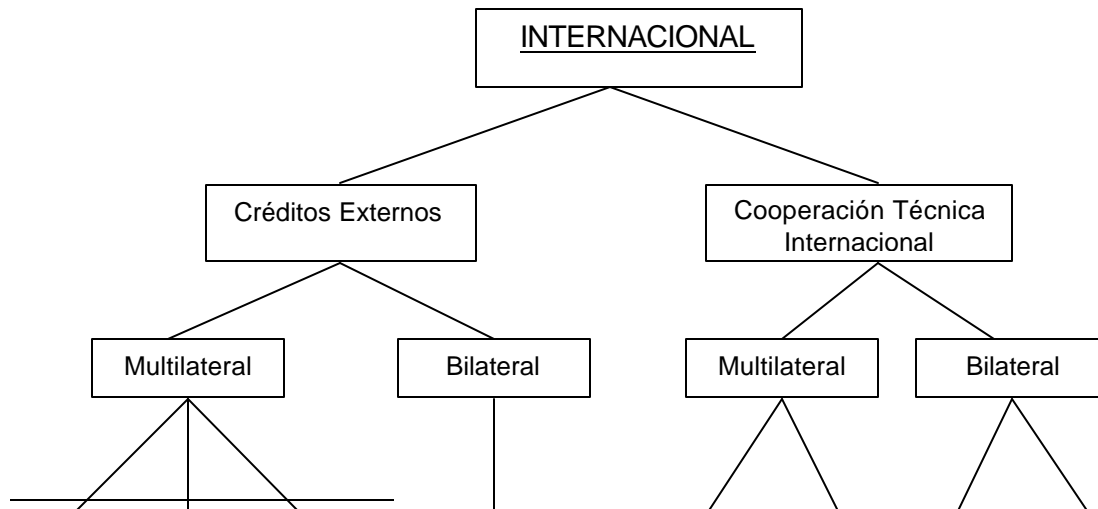 INTERNACIONAL
Créditos Externos
Cooperación Técnica
Internacional
Multilateral
Bilateral
Multilateral
Bilateral